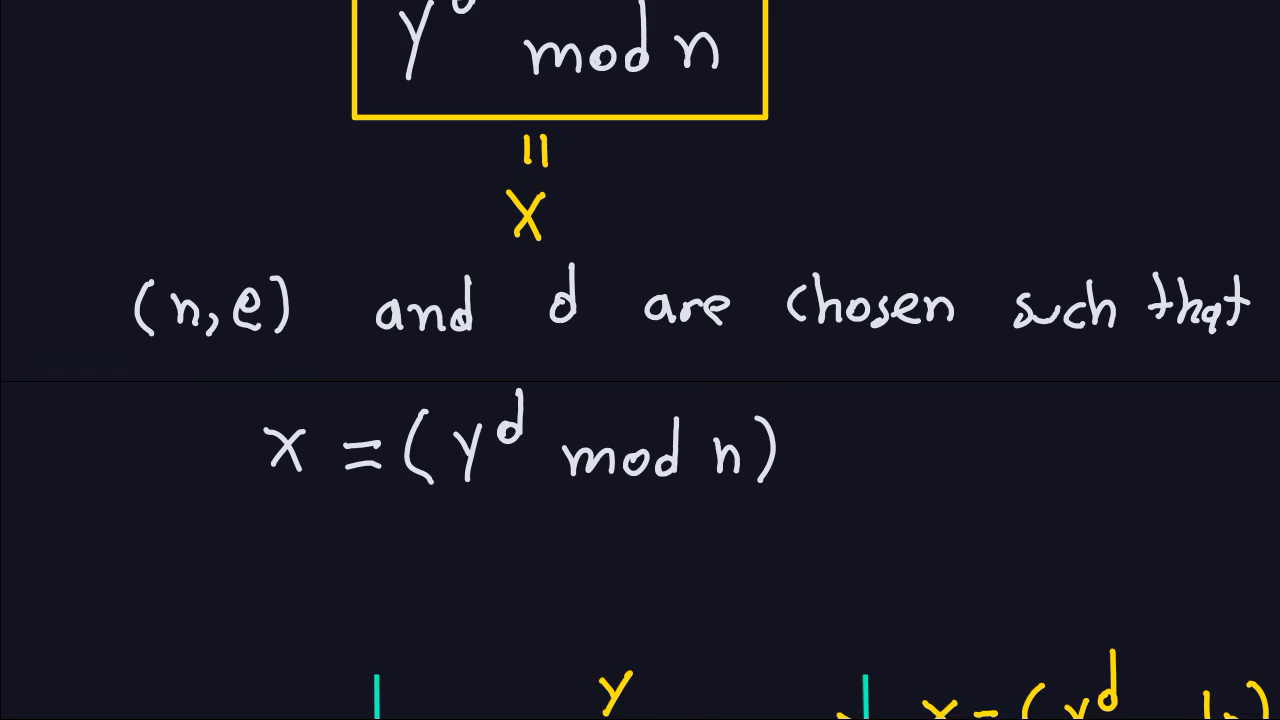 y^d mod n
=
x
(n,e) and d are chosen such that
x = (y^d mod n)
y
x = (y^d